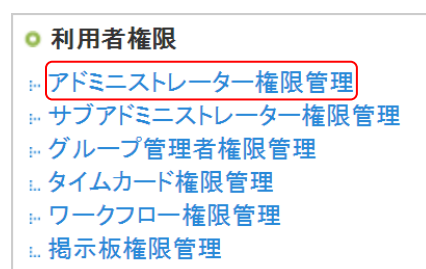 利用者権限
アドミニストレーター権限管理
サブアドミニストレーター権限管理
グループ管理者権限管理
タイムカード権限管理
ワークフロー権限管理
掲示板権限管理